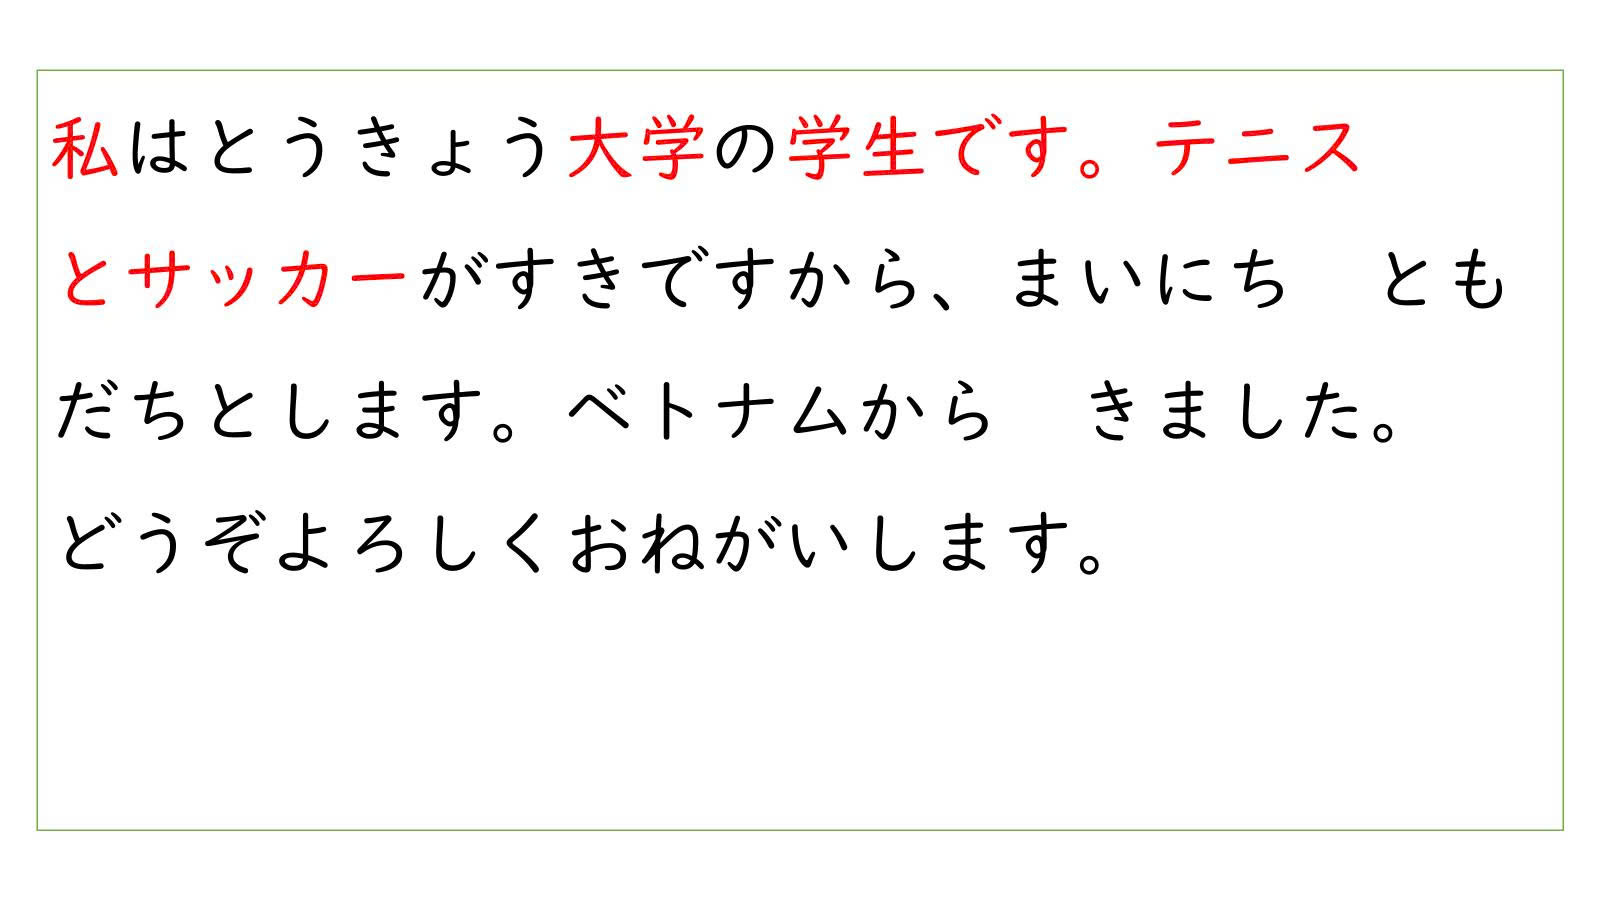 私はとうきょう大学の学生です。テニス
とサッカーがすきですから、まいにち　とも
だちとします。ベトナムから　きました。
どうぞよろしくおねがいします。